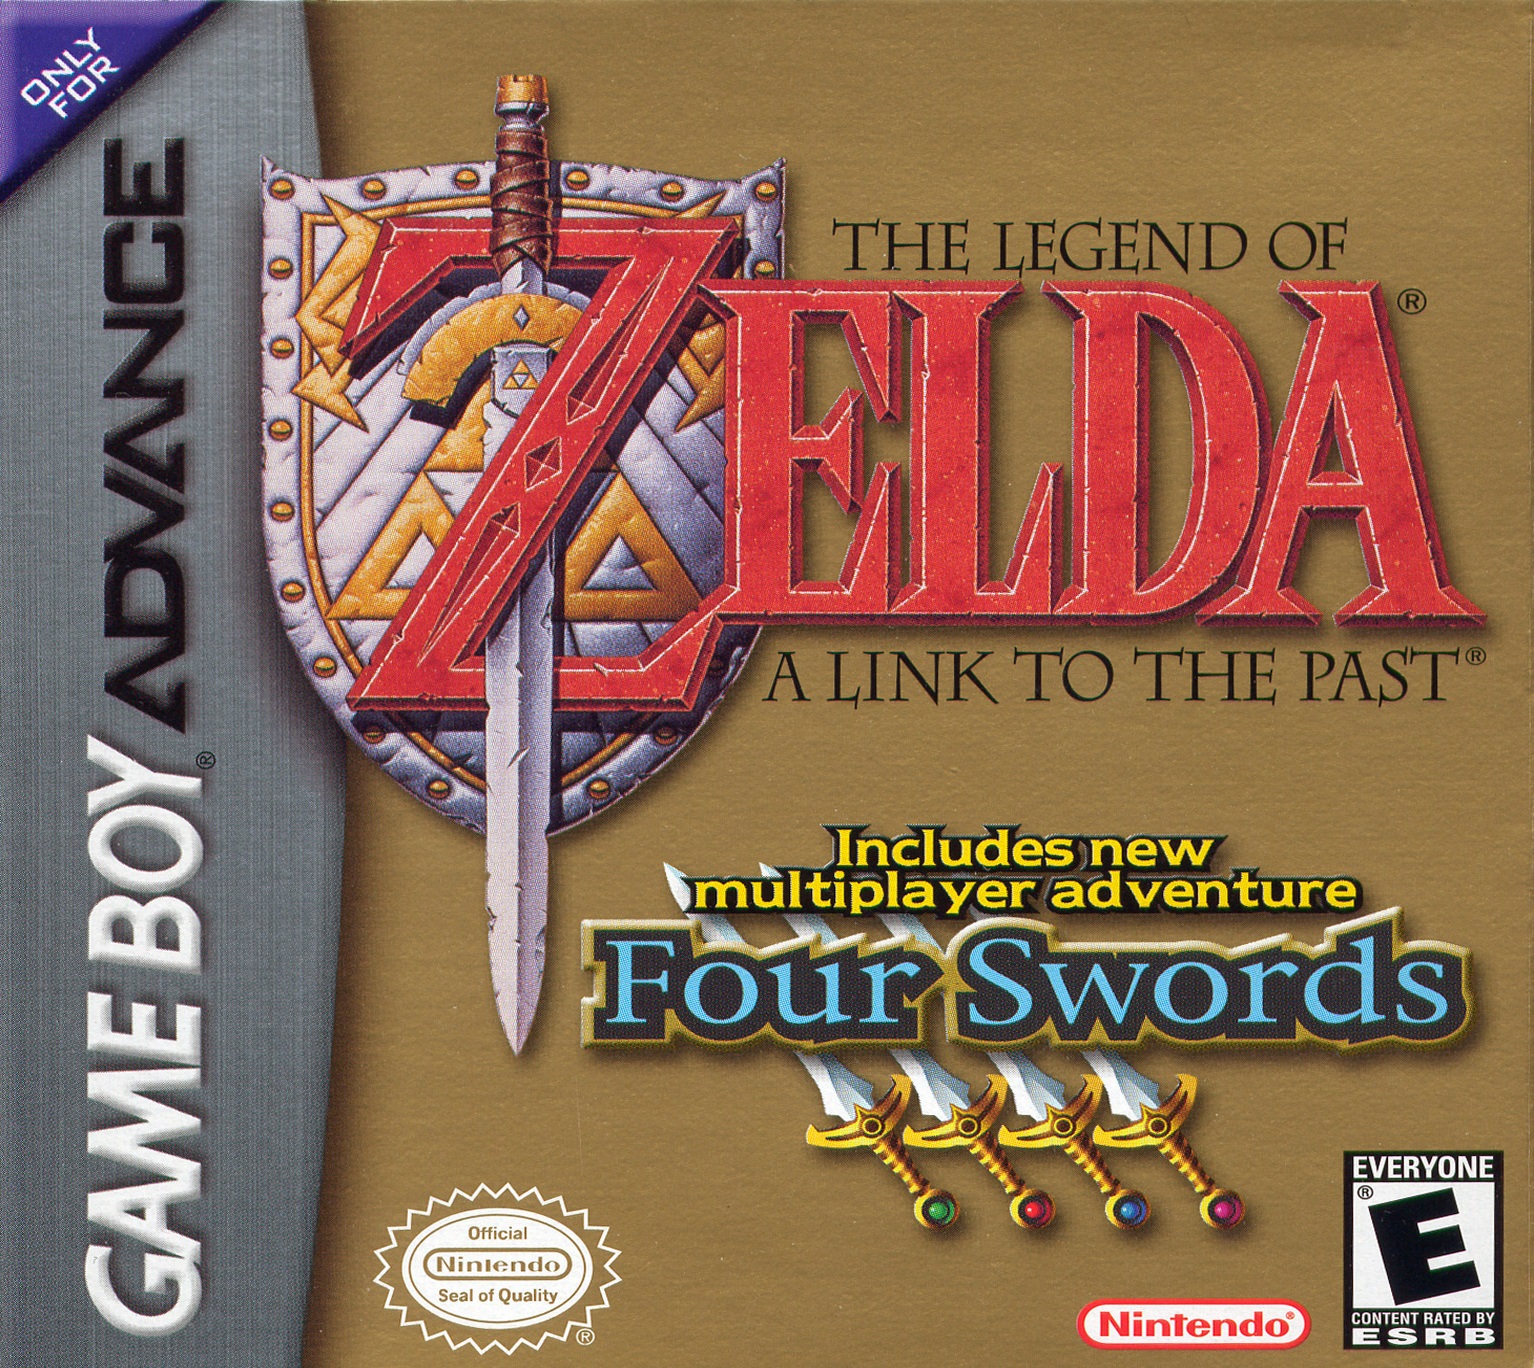 ONLY
FOR
GAME BOY ADVANCE
®
THE LEGEND OF
ZELDA®
A LINK TO THE PAST®
Includes new
multiplayer adventure
Four Swords
Official
Nintendo
Seal of Quality
®
Nintendo®
EVERYONE
®
E
CONTENT RATED BY
ESRB